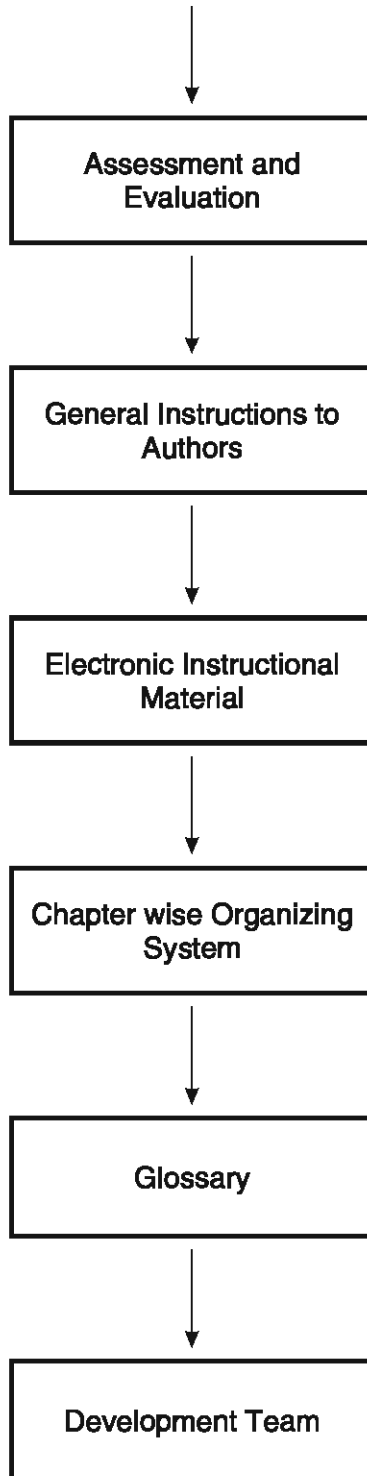 Assessment and
Evaluation
General Instructions to
Authors
Electronic Instructional
Material
Chapter wise Organizing
System
Glossary
Development Team